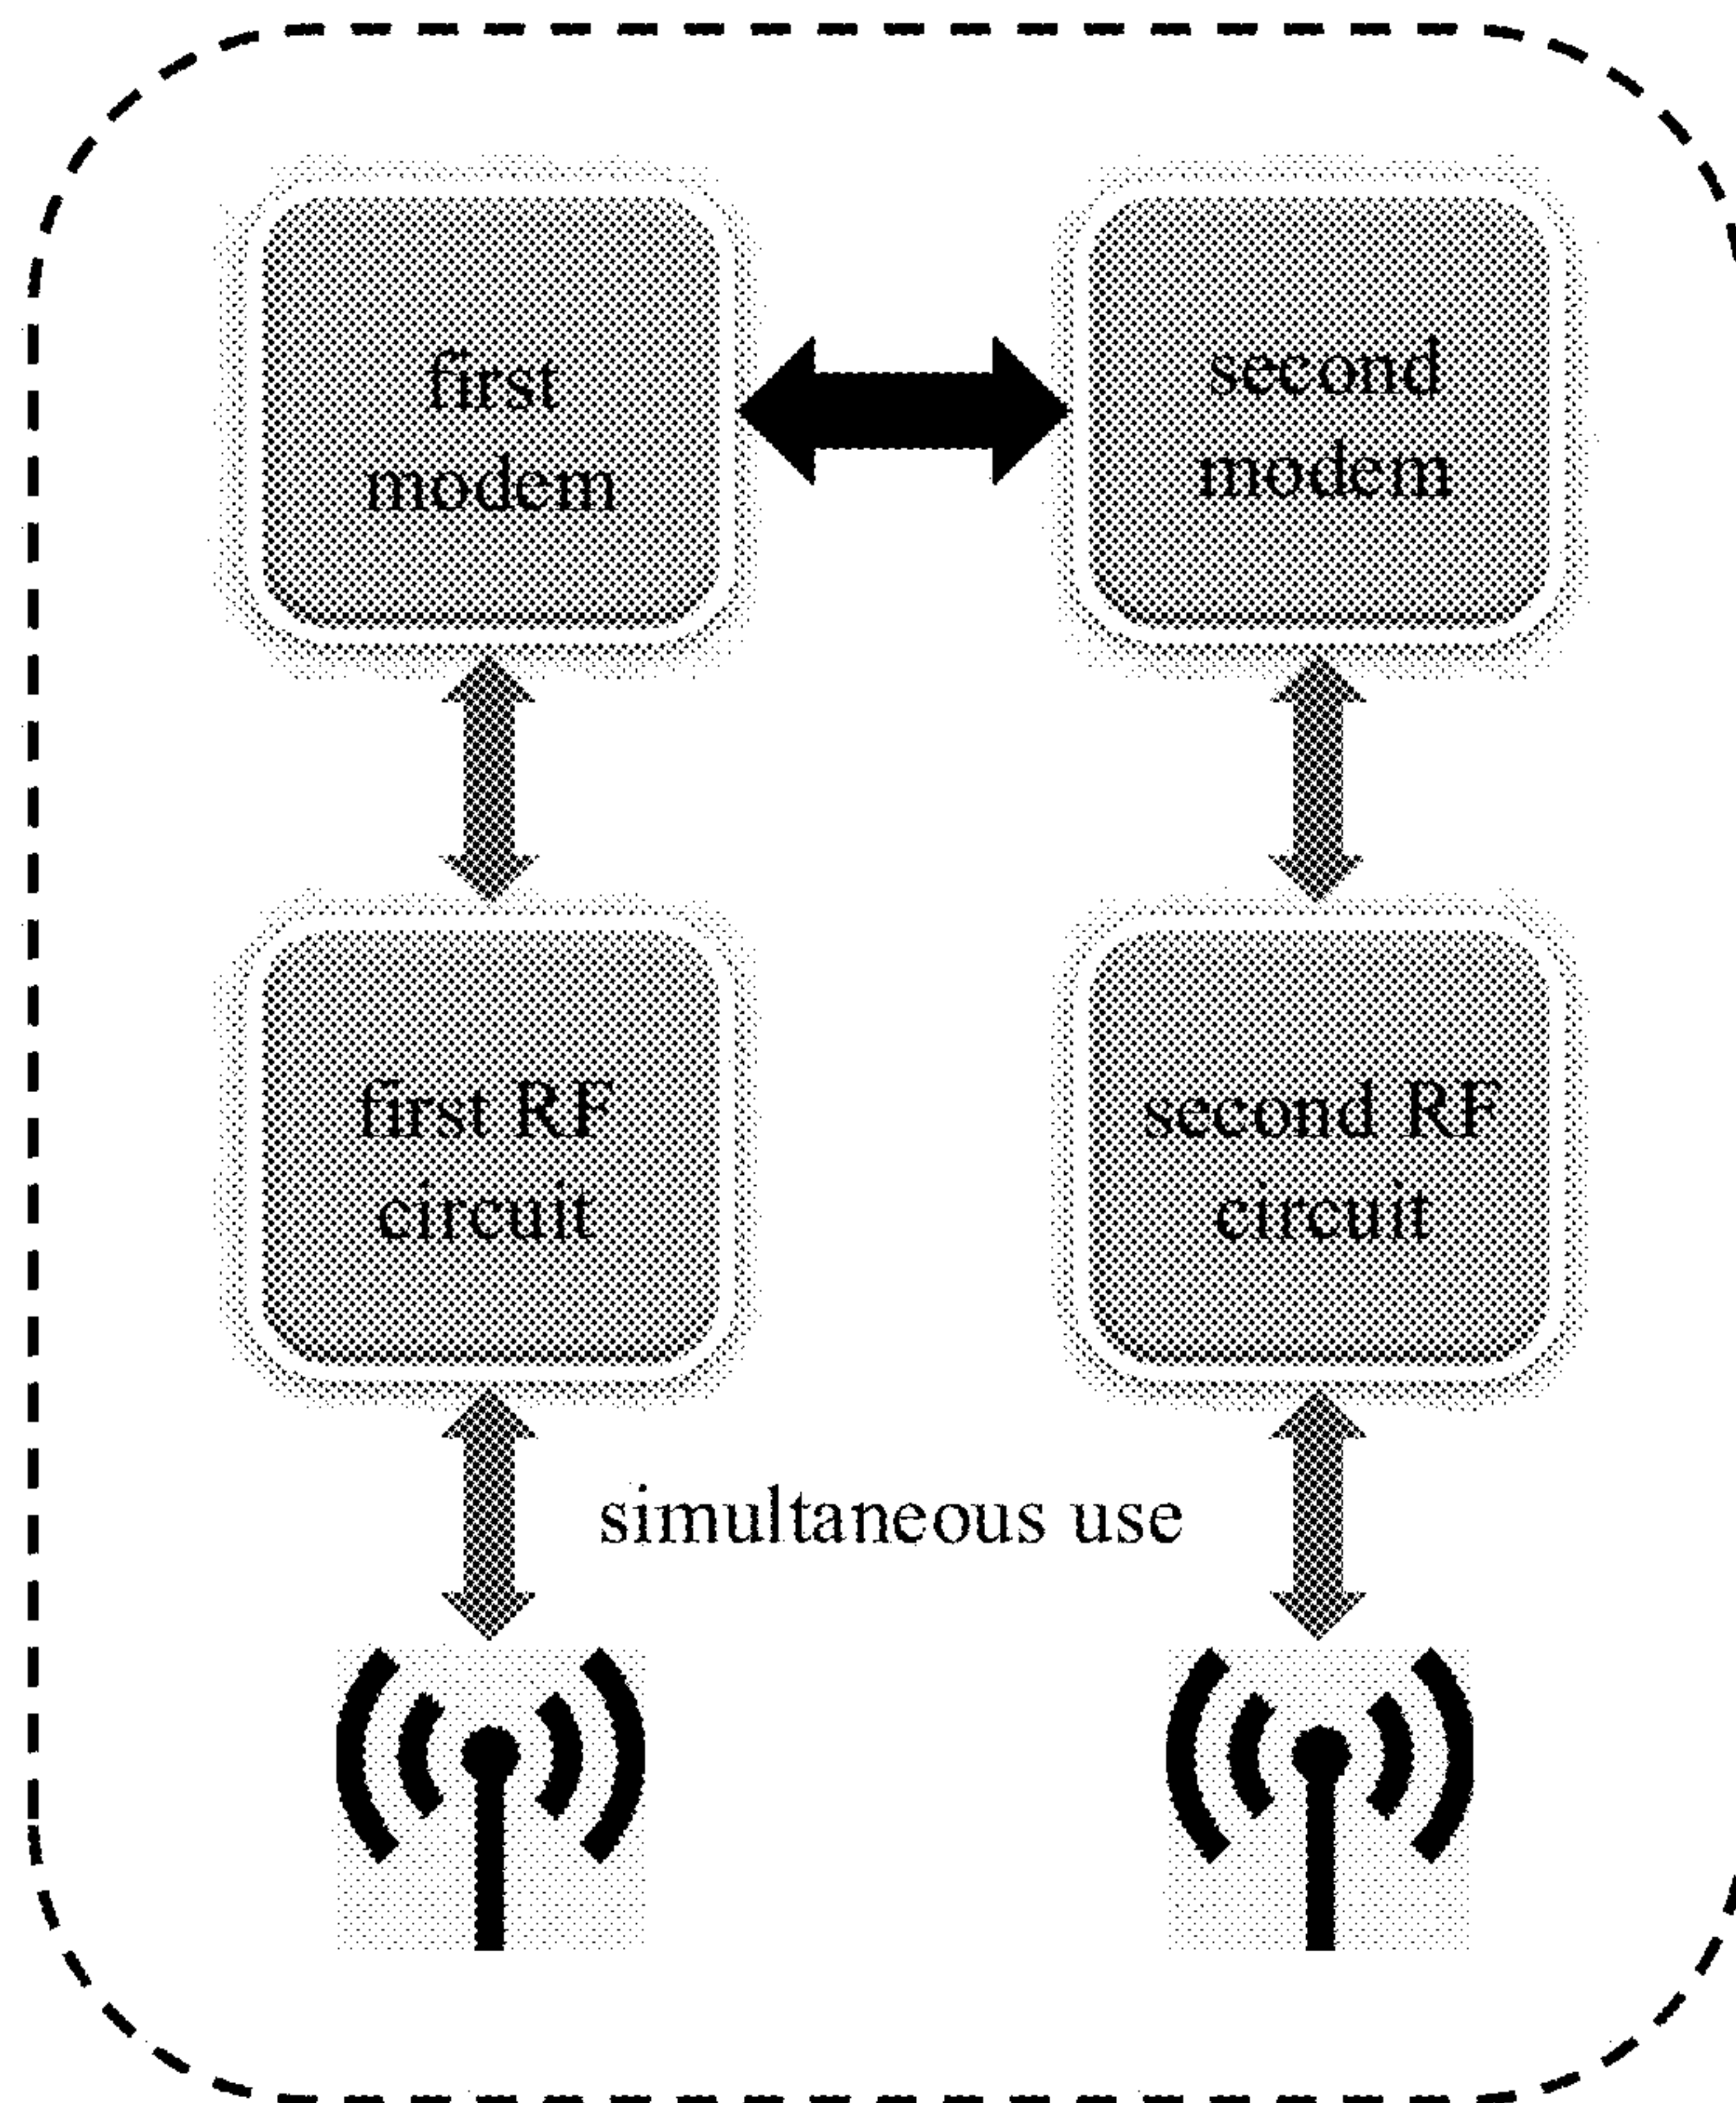 first
modem
second
modem
first RF
circuit
second RF
circuit
simultaneous use